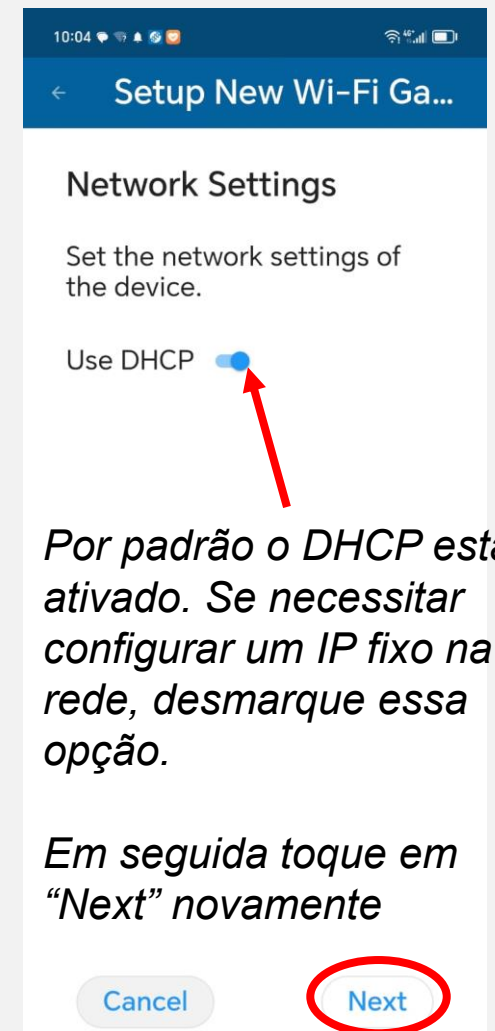 10:04
Setup New Wi-Fi Ga...
Network Settings
Set the network settings of
the device.
Use DHCP
Por padrão o DHCP está
ativado. Se necessitar
configurar um IP fixo na
rede, desmarque essa
opção.
Em seguida toque em
“Next” novamente
Cancel
Next